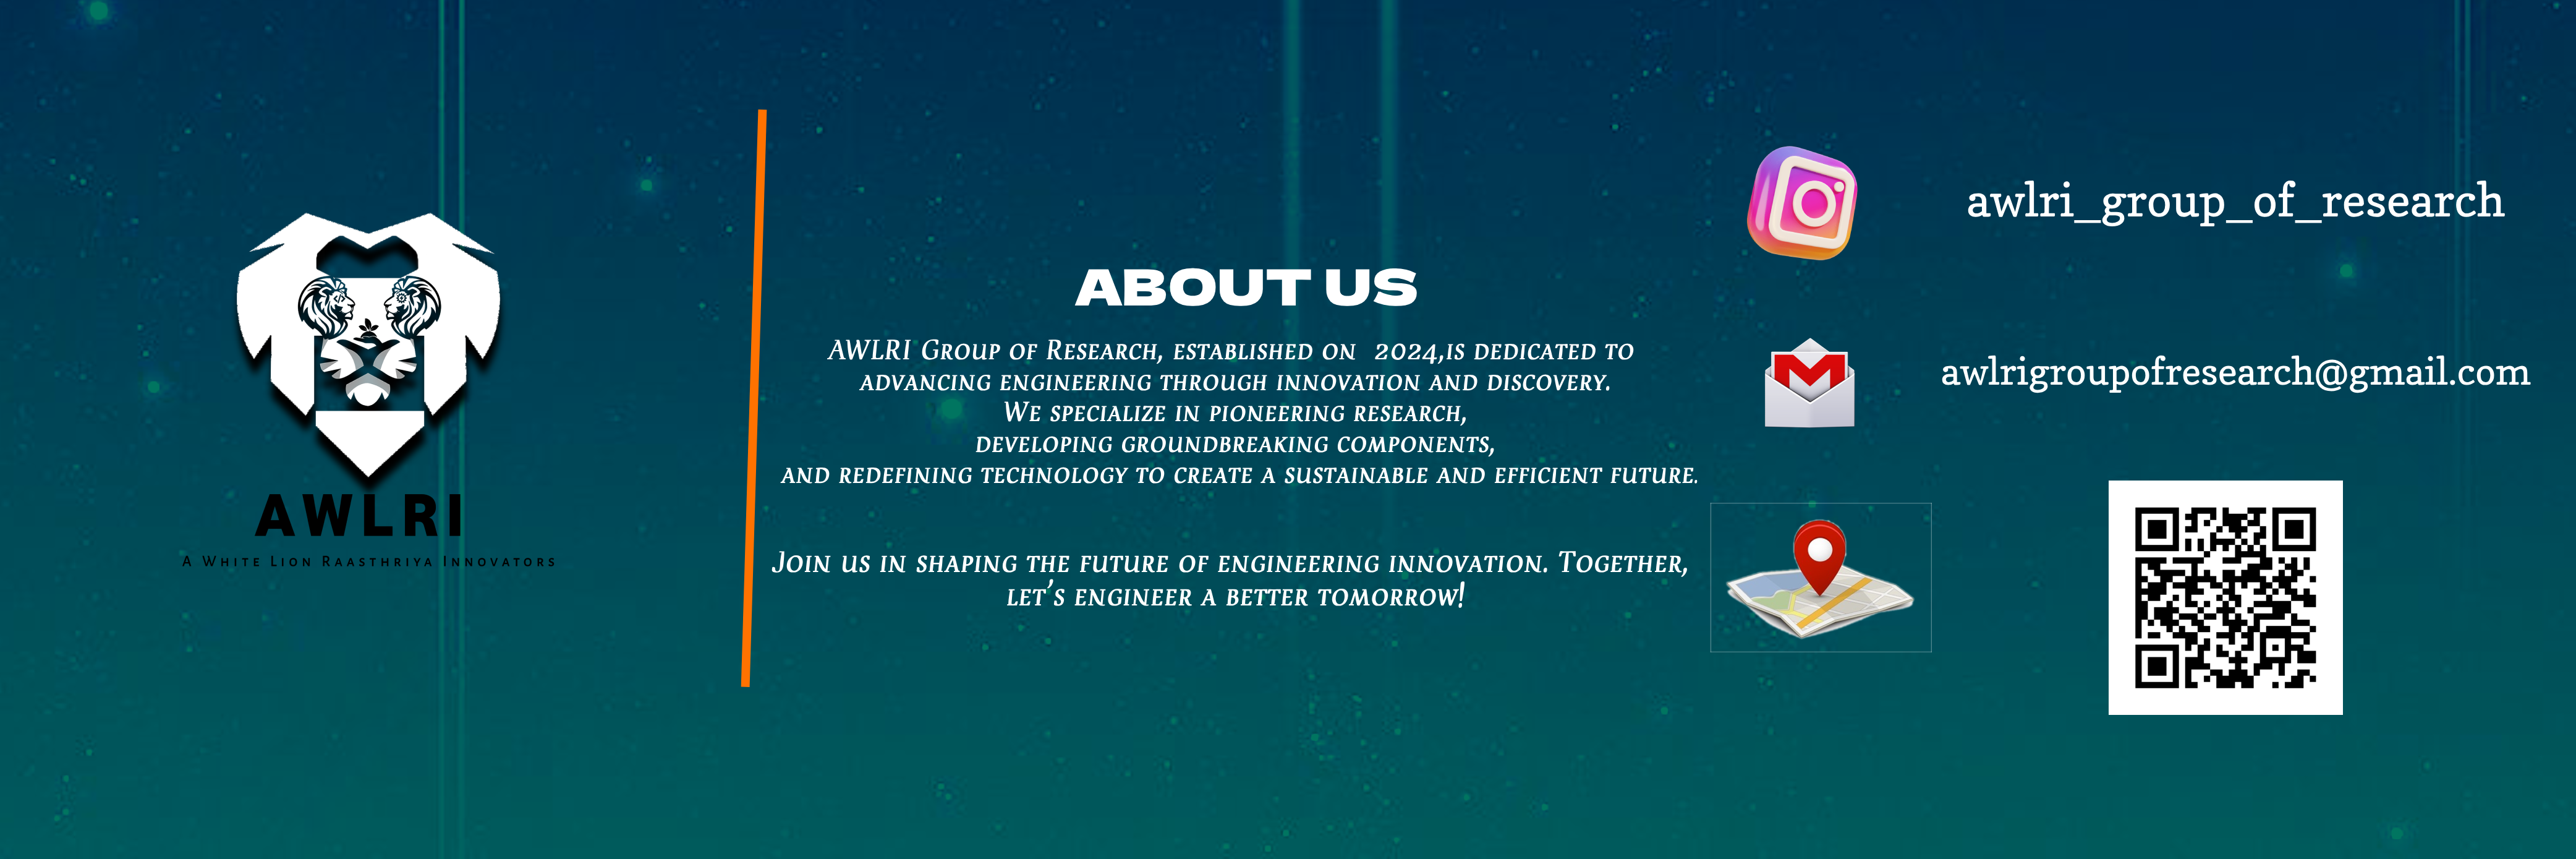 AWLRI
A White Lion Raasthriya Innovators
ABOUT US
AWLRI Group of Research, established on  2024,is dedicated to
advancing engineering through innovation and discovery.
We specialize in pioneering research,
developing groundbreaking components,
and redefining technology to create a sustainable and efficient future.
Join us in shaping the future of engineering innovation. Together,
let's engineer a better tomorrow!
awlri_group_of_research
awlrigroupofresearch@gmail.com